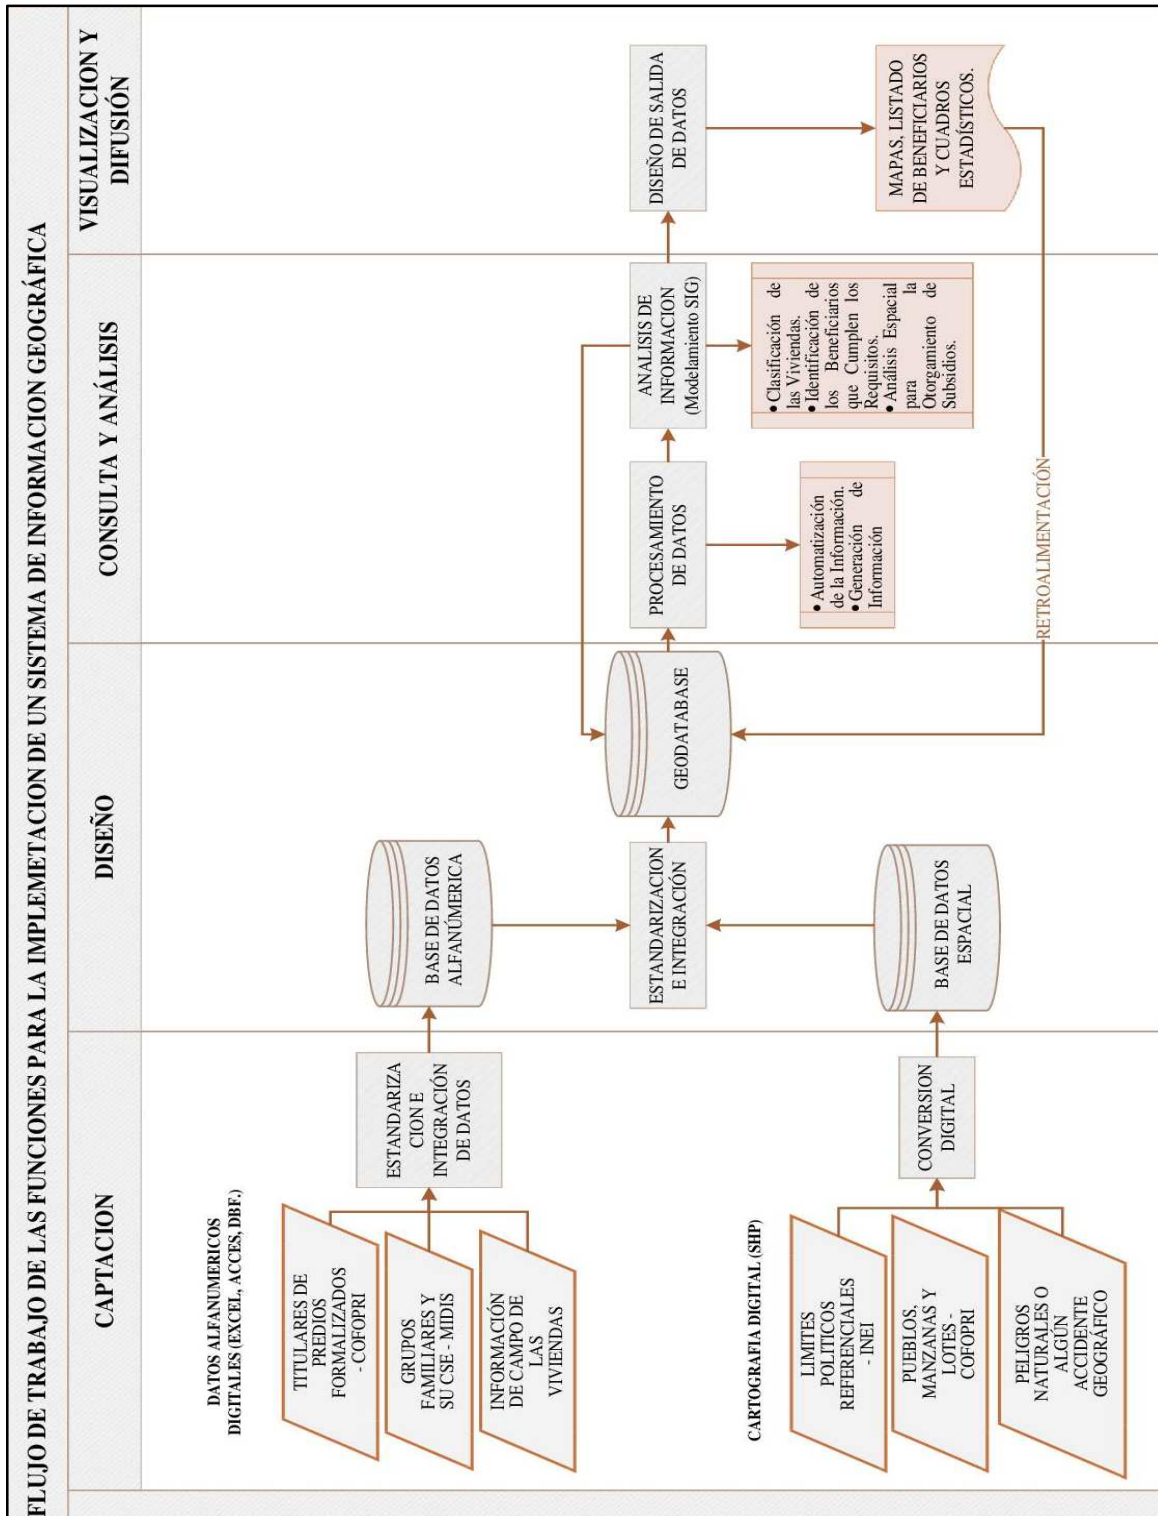 FLUJO DE TRABAJO DE LAS FUNCIONES PARA LA IMPLEMETACION DE UN SISTEMA DE INFORMACION GEOGRÁFICA
CAPTACION
DISEÑO
CONSULTA Y ANÁLISIS
VISUALIZACION Y
DIFUSIÓN
DATOS ALFANUMERICOS
DIGITALES (EXCEL, ACCES, DBF.)
TITULARES DE
PREDIOS
FORMALIZADOS
- COFOPRI
GRUPOS
FAMILIARES Y
SU CSE - MIDIS
INFORMACIÓN
DE CAMPO DE
LAS
VIVIENDAS
ESTANDARIZA
CION E
INTEGRACIÓN
DE DATOS
BASE DE DATOS
ALFANÚMERICA
CARTOGRAFIA DIGITAL (SHP)
LIMITES
POLITICOS
REFERENCIALES
- INEI
PUEBLOS,
MANZANAS Y
LOTES -
COFOPRI
PELIGROS
NATURALES O
ALGÚN
ACCIDENTE
GEOGRÁFICO
CONVERSION
DIGITAL
BASE DE DATOS
ESPACIAL
ESTANDARIZACION
E INTEGRACIÓN
GEODATABASE
PROCESAMIENTO
DE DATOS
• Automatización
de la Información.
• Generación de
Información
ANALISIS DE
INFORMACION
(Modelamiento SIG)
• Clasificación de
las Viviendas.
• Identificación de
los Beneficiarios
que Cumplen los
Requisitos.
• Análisis Espacial
para la
Otorgamiento de
Subsidios.
DISEÑO DE SALIDA
DE DATOS
MAPAS, LISTADO
DE BENEFICIARIOS
Y CUADROS
ESTADÍSTICOS.
RETROALIMENTACIÓN